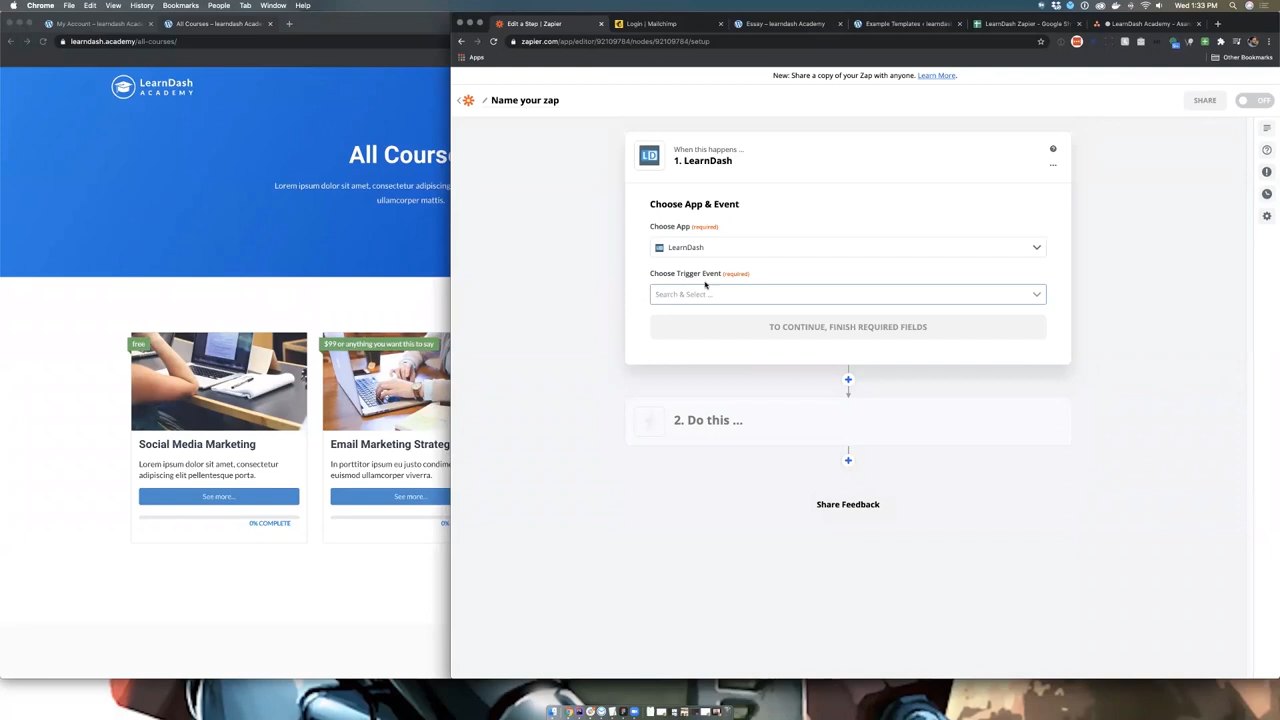 Chrome File Edit View History Bookmarks People Tab Window Help
Wed 1:33 PM
My Account – learndash.academy
All Courses – learndash Academy
learndash.academy/all-courses/
LearnDash
ACADEMY
All Cours
Lorem ipsum dolor sit amet, consectetur adipiscing
ullamcorper mattis.
free
$99 or anything you want this to say
Social Media Marketing
Lorem ipsum dolor sit amet, consectetur
adipiscing elit pellentesque porta.
See more...
0% COMPLETE
Email Marketing Strateg
In porttitor ipsum eu justo condime
euismod ullamcorper viverra.
See more...
0%
Edit a Step | Zapier
Login | Mailchimp
Essay – learndash Academy
Example Templates ‹ learndas
LearnDash Zapier - Google Sh
LearnDash Academy - Asan
zapier.com/app/editor/92109784/nodes/92109784/setup
Apps
Other Bookmarks
New: Share a copy of your Zap with anyone. Learn More.
Name your zap
SHARE
OFF
When this happens ...
1. LearnDash
Choose App & Event
Choose App (required)
LearnDash
Choose Trigger Event (required)
Search & Select ...
TO CONTINUE, FINISH REQUIRED FIELDS
2. Do this ...
Share Feedback